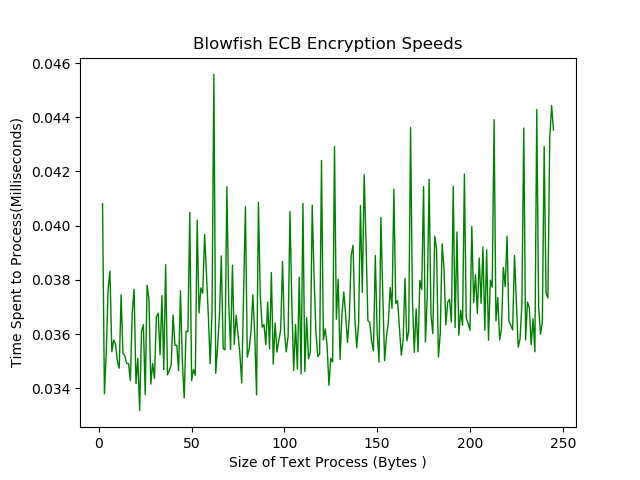 Blowfish ECB Encryption Speeds
0.046
0.044
0.042
0.040
0.038
0.036
0.034
Time Spent to Process(Milliseconds)
0 50 100 150 200 250
Size of Text Process (Bytes )